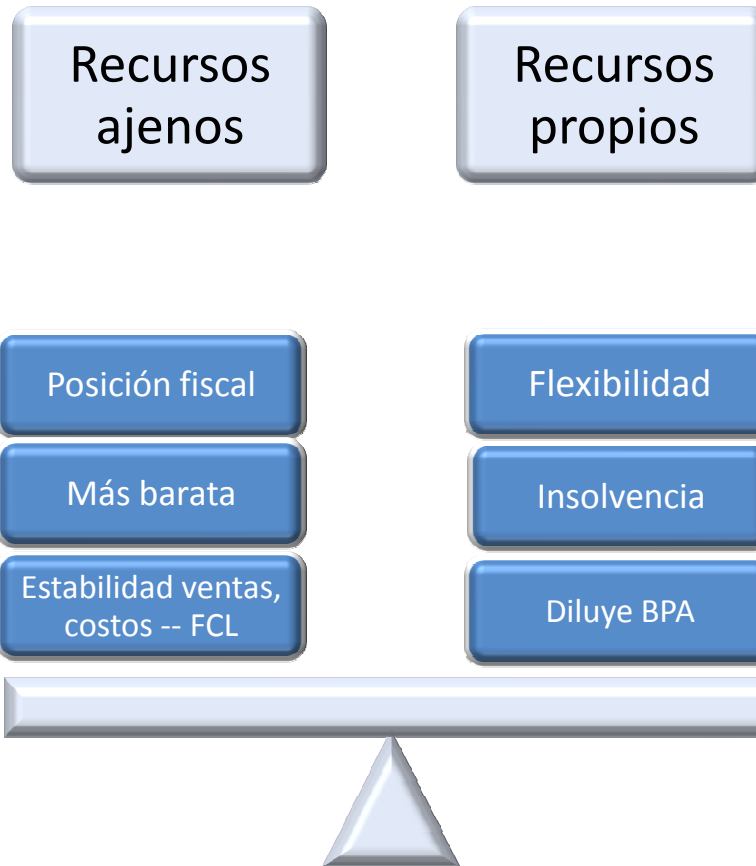 Recursos
ajenos
Recursos
propios
Posición fiscal
Más barata
Estabilidad ventas,
costos -- FCL
Flexibilidad
Insolvencia
Diluye BPA